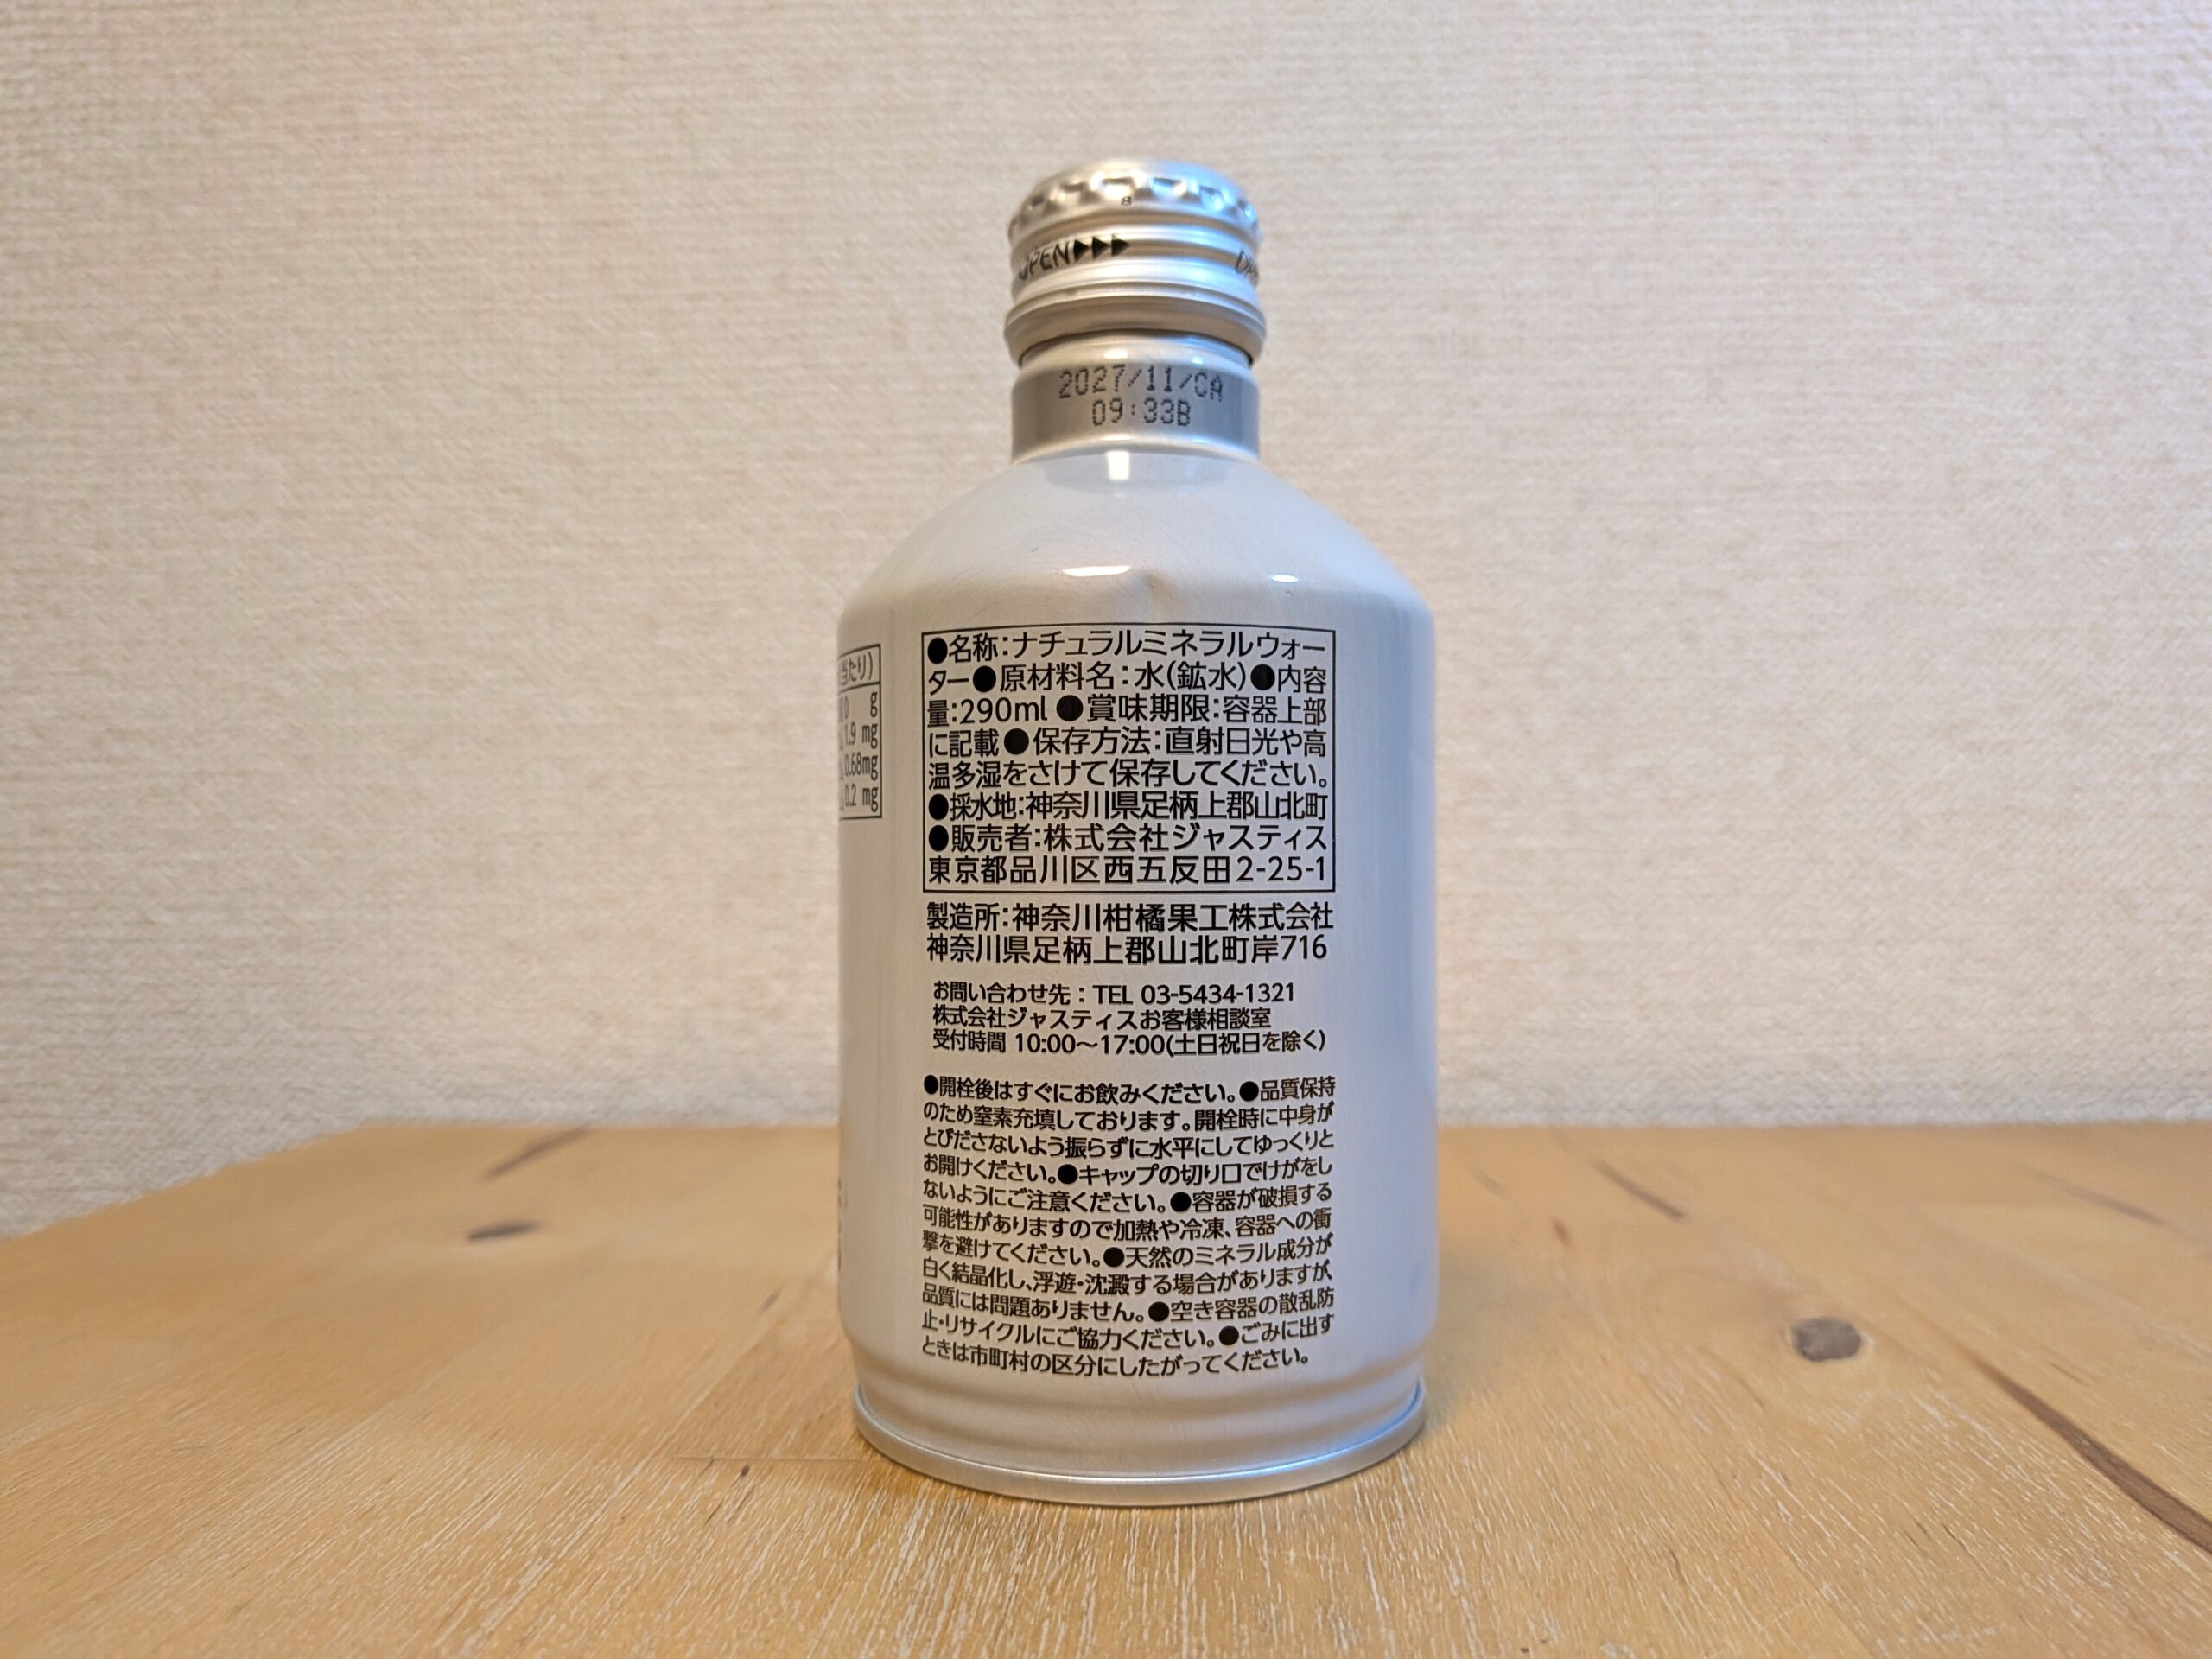 8
OPEN▶▶▶
2027/11/CA
09:33B
当たり)
0 g
1.9 mg
0.68mg
0.2 mg
●名称:ナチュラルミネラルウォー
ター●原材料名:水(鉱水)●内容
量:290ml ●賞味期限:容器上部
に記載●保存方法:直射日光や高
温多湿をさけて保存してください。
●採水地:神奈川県足柄上郡山北町
●販売者:株式会社ジャスティス
東京都品川区西五反田2-25-1
製造所:神奈川柑橘果工株式会社
神奈川県足柄上郡山北町岸716
お問い合わせ先：TEL 03-5434-1321
株式会社ジャスティスお客様相談室
受付時間 10:00〜17:00(土日祝日を除く)
●開栓後はすぐにお飲みください。●品質保持
のため窒素充填しております。開栓時に中身が
とびださないよう振らずに水平にしてゆっくりと
お開けください。●キャップの切り口でけがをし
ないようにご注意ください。●容器が破損する
可能性がありますので加熱や冷凍、容器への衝
撃を避けてください。●天然のミネラル成分が
白く結晶化し、浮遊・沈澱する場合がありますが、
品質には問題ありません。●空き容器の散乱防
止・リサイクルにご協力ください。●ごみに出す
ときは市町村の区分にしたがってください。